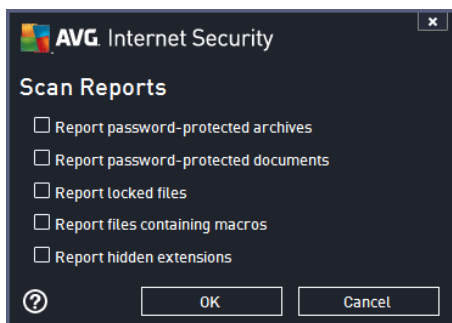 AVG. Internet Security
Scan Reports
Report password-protected archives
Report password-protected documents
Report locked files
Report files containing macros
Report hidden extensions
? OK Cancel